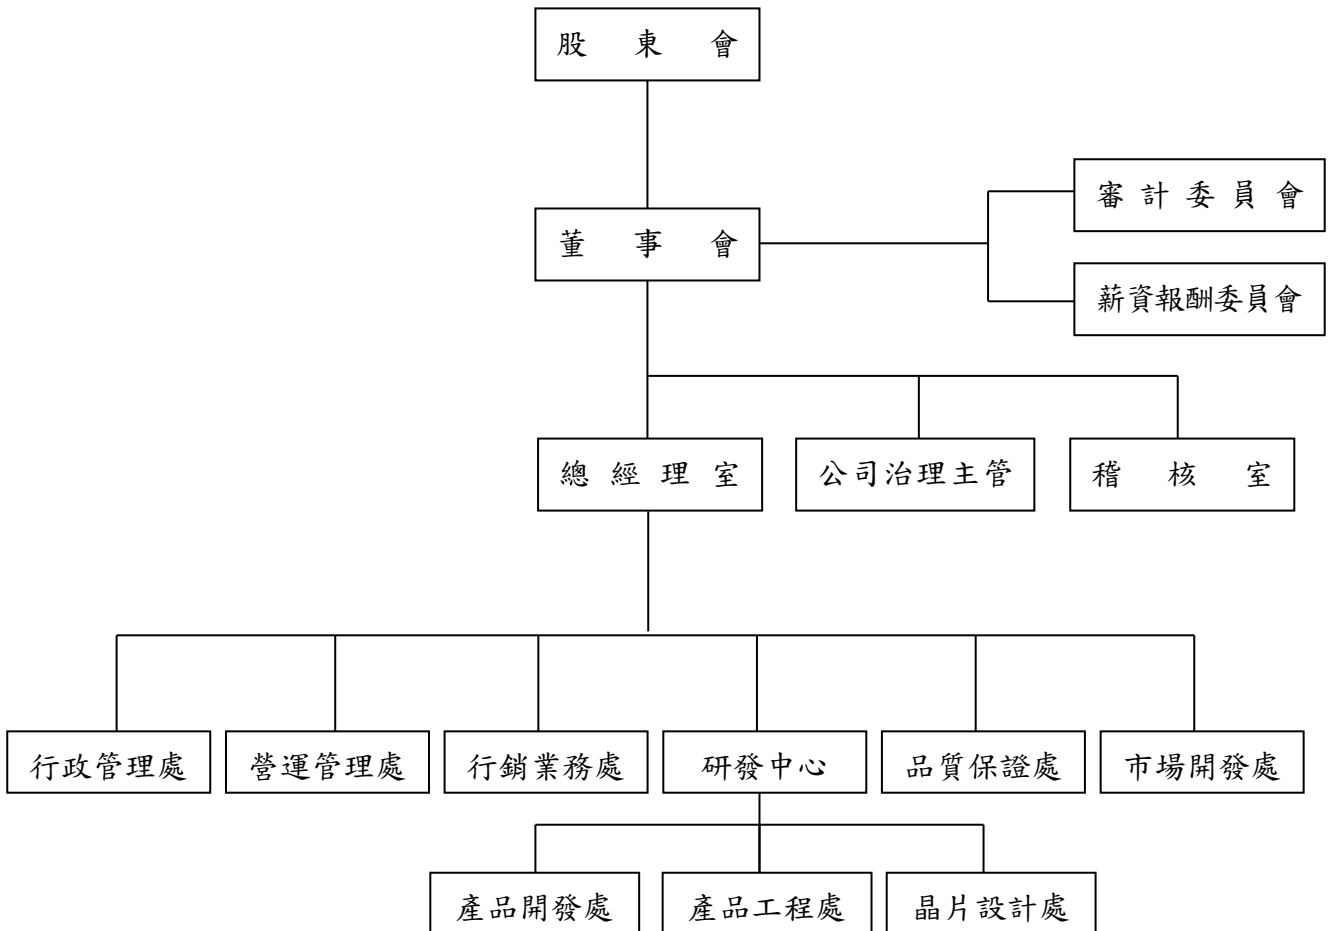 股東會
審計委員會
董事會
薪資報酬委員會
總經理室
公司治理主管
稽核室
行政管理處
營運管理處
行銷業務處
研發中心
品質保證處
市場開發處
產品開發處
產品工程處
晶片設計處